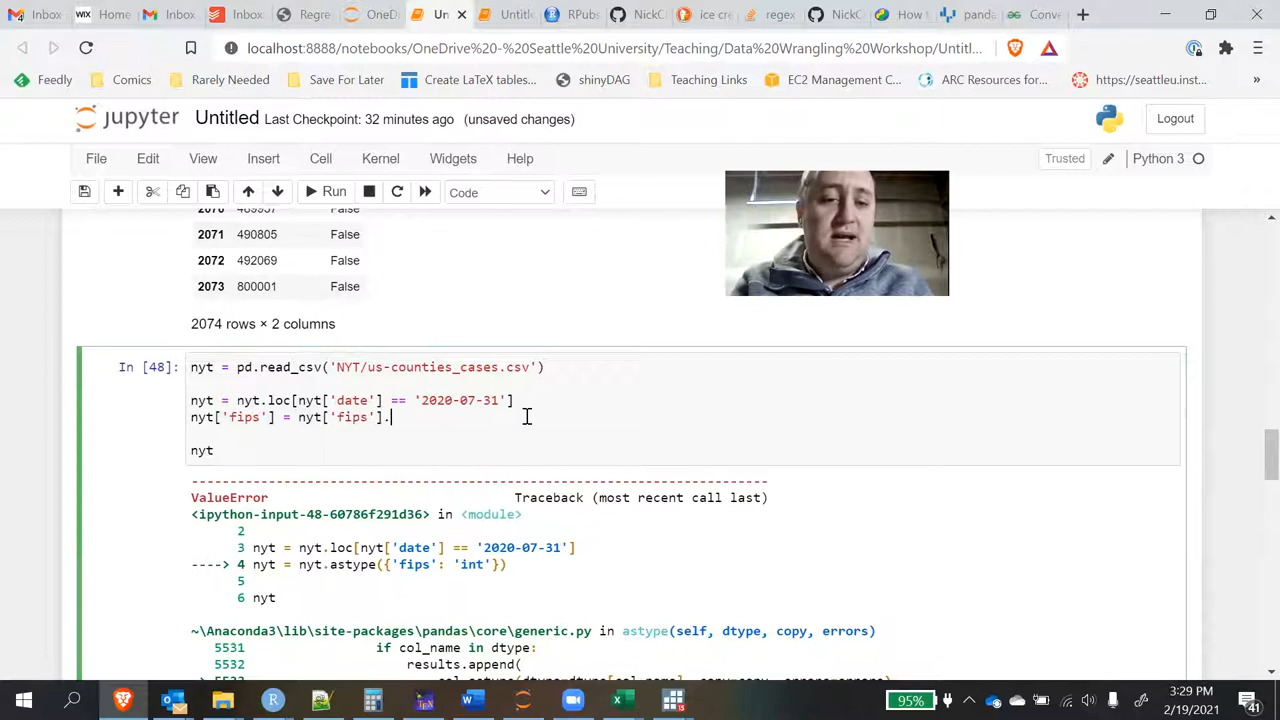 Inbox
Home
Inbox
Inbox:
Regre
OneD
Un
Untitl
RPubs
NickC
ice cre
regex
NickC
How t
panda
Conve
localhost:8888/notebooks/OneDrive%20-%20Seattle%20University/Teaching/Data%20Wrangling%20Workshop/Untitl...
Feedly
Comics
Rarely Needed
Save For Later
Create LaTeX tables...
shinyDAG
Teaching Links
EC2 Management C...
ARC Resources for...
https://seattleu.inst...
»
jupyter Untitled Last Checkpoint: 32 minutes ago (unsaved changes)
Logout
File Edit View Insert Cell Kernel Widgets Help
Trusted
Python 3
Run
Code
2071 490805 False
2072 492069 False
2073 800001 False
2074 rows × 2 columns
In [48]:
nyt = pd.read_csv('NYT/us-counties_cases.csv')
nyt = nyt.loc[nyt['date'] == '2020-07-31']
nyt['fips'] = nyt['fips'].
nyt
---------------------------------------------------------------------------
ValueError Traceback (most recent call last)
<ipython-input-48-60786f291d36> in <module>
2
3 nyt = nyt.loc[nyt['date'] == '2020-07-31']
----> 4 nyt = nyt.astype({'fips': 'int'})
5
6 nyt
~\Anaconda3\lib\site-packages\pandas\core\generic.py in astype(self, dtype, copy, errors)
5531 if col_name in dtype:
5532 results.append(
95%
3:29 PM
2/19/2021
41